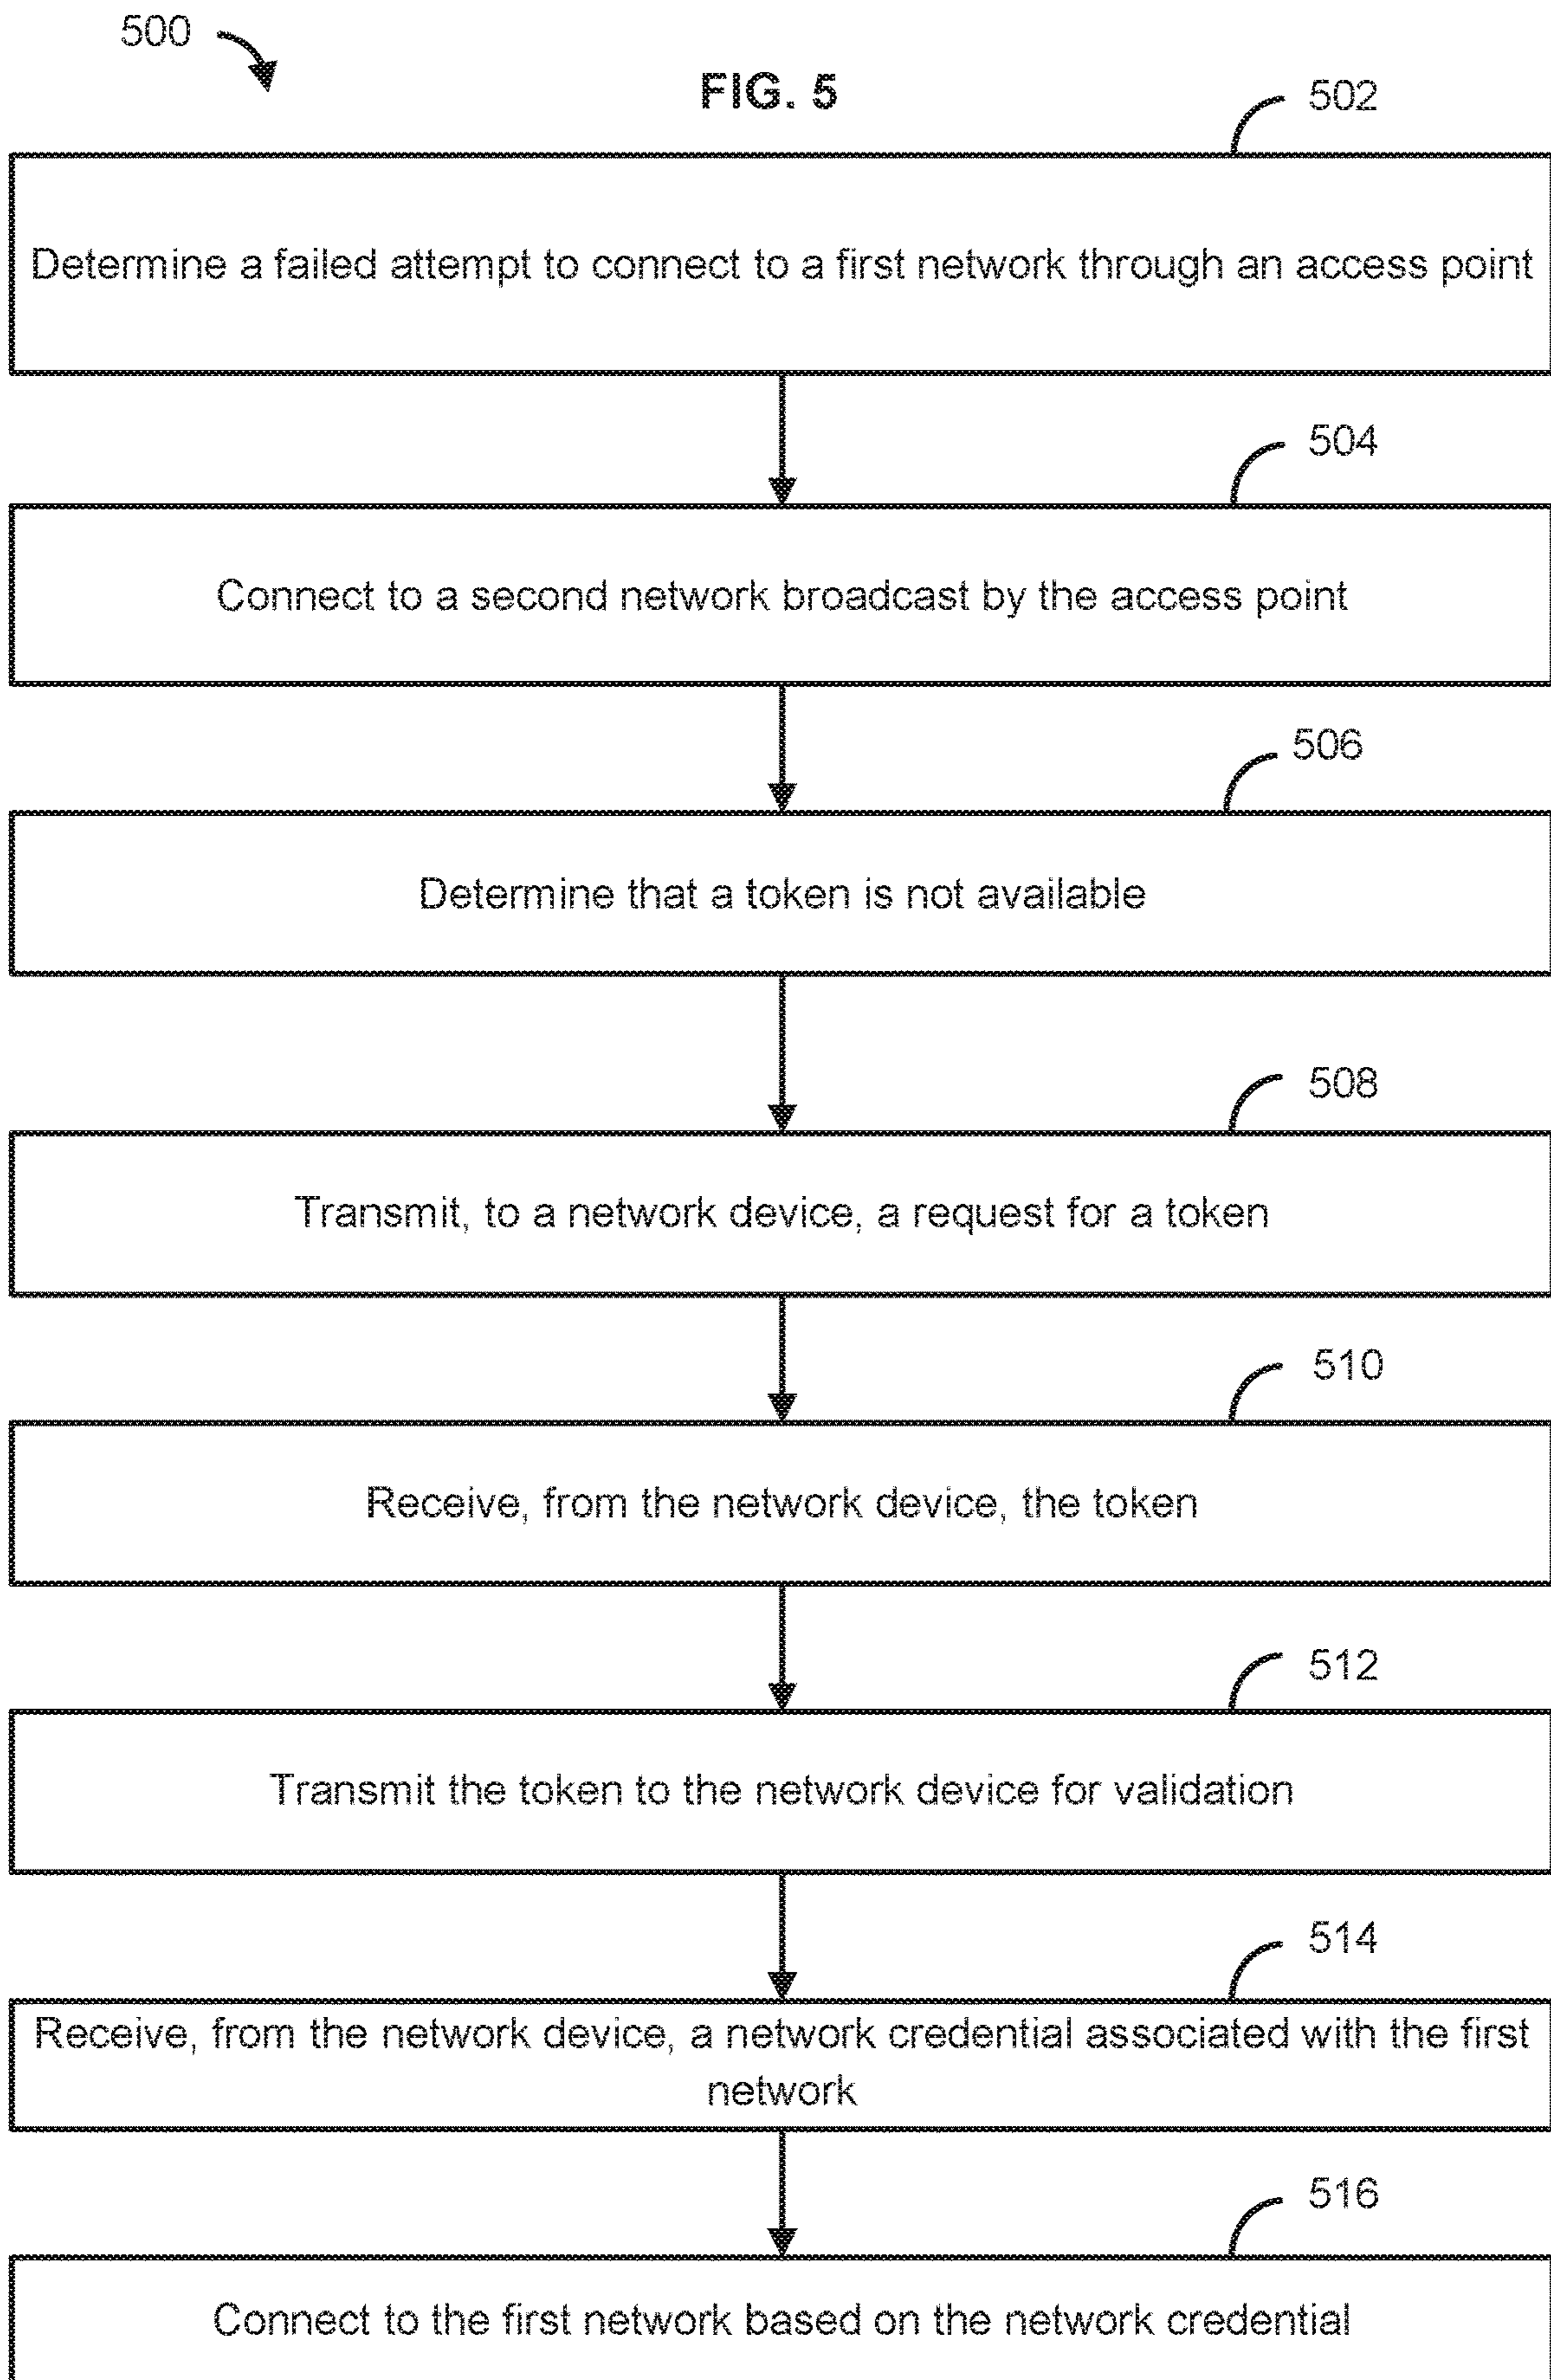 500
FIG. 5
502
Determine a failed attempt to connect to a first network through an access point
504
Connect to a second network broadcast by the access point
506
Determine that a token is not available
508
Transmit, to a network device, a request for a token
510
Receive, from the network device, the token
512
Transmit the token to the network device for validation
514
Receive, from the network device, a network credential associated with the first
network
516
Connect to the first network based on the network credential